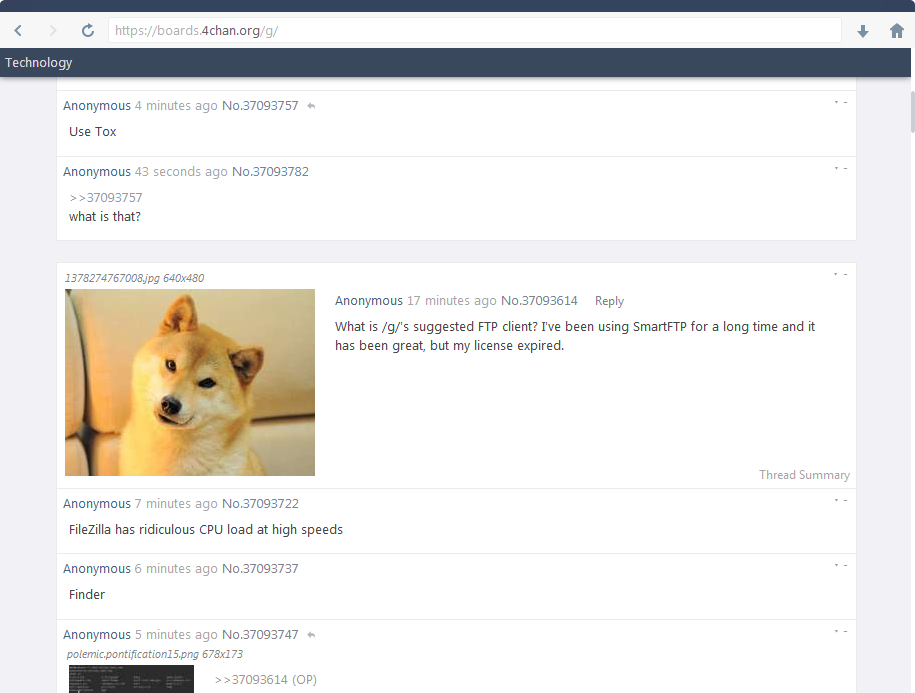 https://boards.4chan.org/g/
Technology
Anonymous 4 minutes ago No.37093757
Use Tox
Anonymous 43 seconds ago No.37093782
>>37093757
what is that?
1378274767008.jpg 640x480
Anonymous 17 minutes ago No.37093614 Reply
What is /g/'s suggested FTP client? I've been using SmartFTP for a long time and it
has been great, but my license expired.
Thread Summary
Anonymous 7 minutes ago No.37093722
FileZilla has ridiculous CPU load at high speeds
Anonymous 6 minutes ago No.37093737
Finder
Anonymous 5 minutes ago No.37093747
polemic.pontification15.png 678x173
>>37093614 (OP)